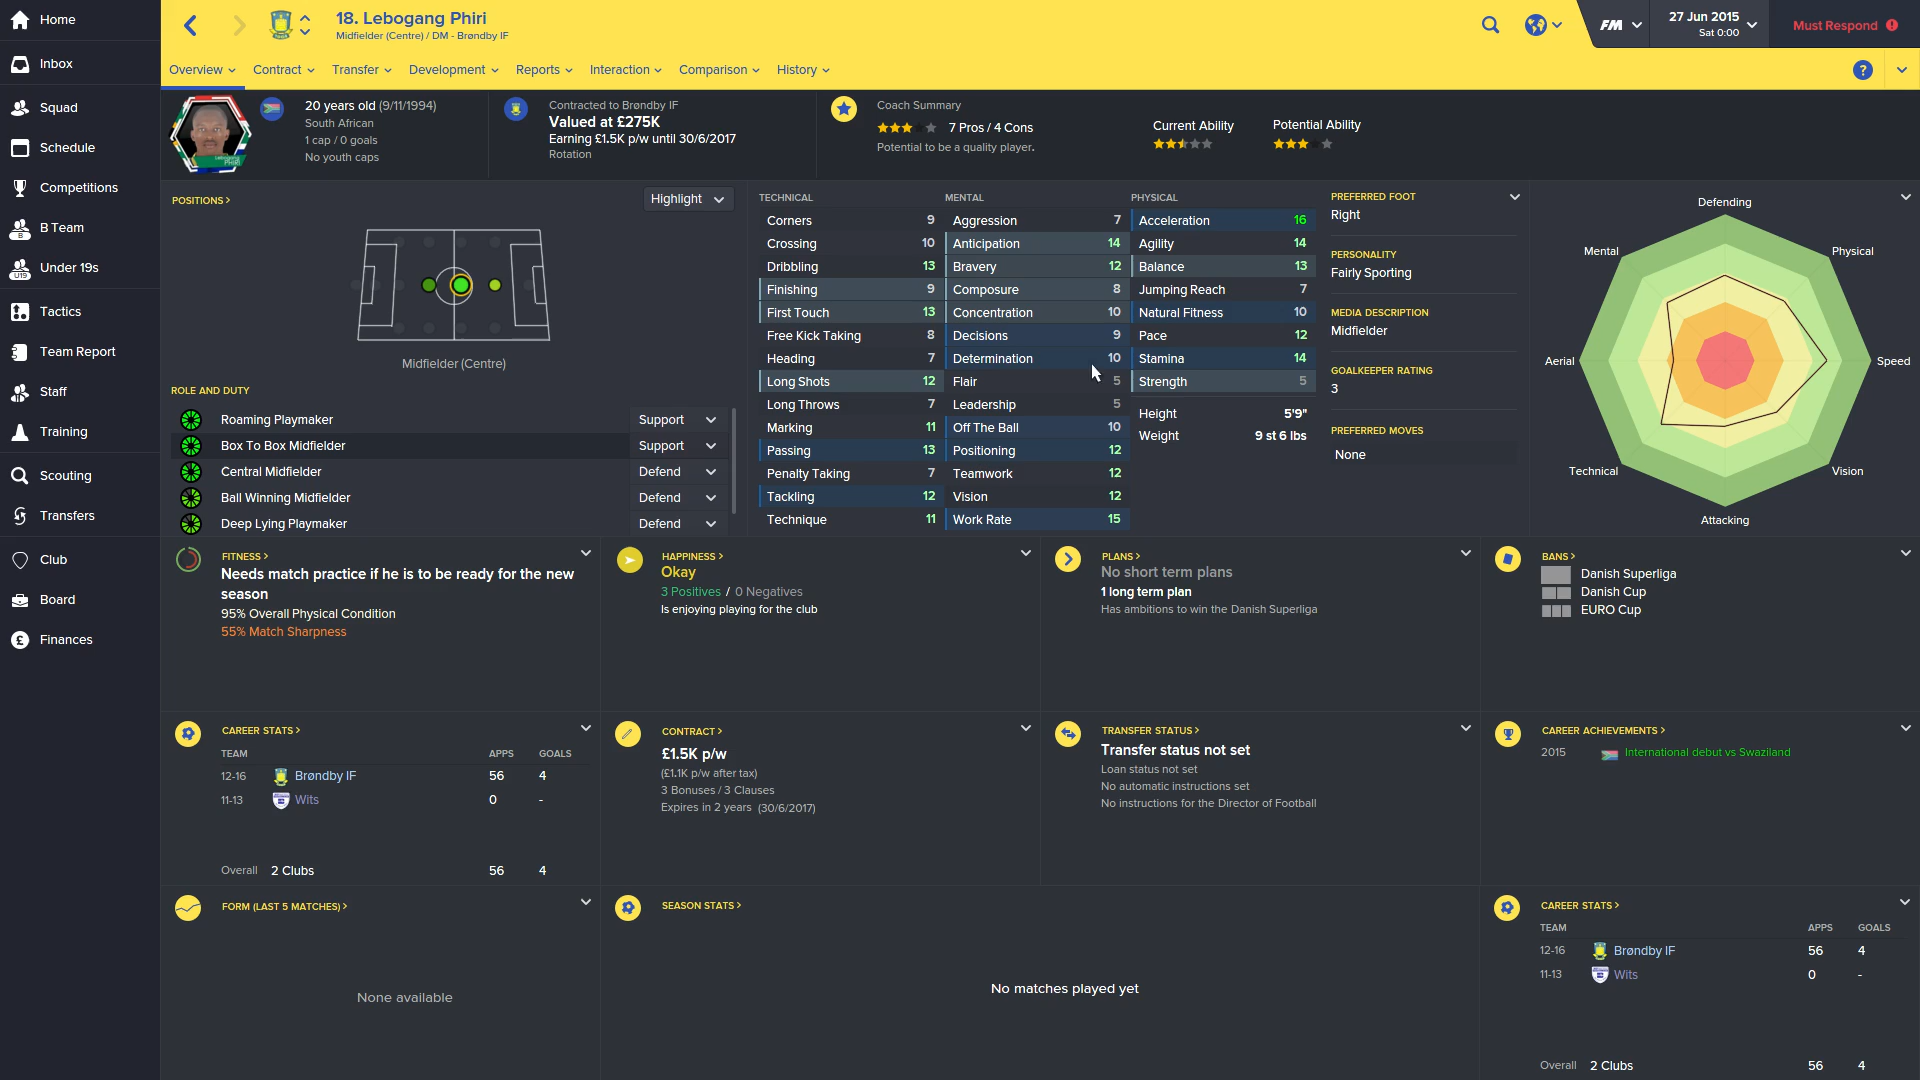 Home
Inbox
Squad
Schedule
Competitions
B Team
Under 19s
Tactics
Team Report
Staff
Training
Scouting
Transfers
Club
Board
Finances
18. Lebogang Phiri
Midfielder (Centre) / DM - Brøndby IF
FM
27 Jun 2015
Sat 0:00
Must Respond
Overview Contract Transfer Development Reports Interaction Comparison History
?
20 years old (9/11/1994)
South African
1 cap / 0 goals
No youth caps
Contracted to Brøndby IF
Valued at £275K
Earning £1.5K p/w until 30/6/2017
Rotation
Coach Summary
7 Pros / 4 Cons
Potential to be a quality player.
Current Ability
Potential Ability
POSITIONS >
Highlight
Midfielder (Centre)
ROLE AND DUTY
Roaming Playmaker Support
Box To Box Midfielder Support
Central Midfielder Defend
Ball Winning Midfielder Defend
Deep Lying Playmaker Defend
TECHNICAL
Corners 9
Crossing 10
Dribbling 13
Finishing 9
First Touch 13
Free Kick Taking 8
Heading 7
Long Shots 12
Long Throws 7
Marking 11
Passing 13
Penalty Taking 7
Tackling 12
Technique 11
MENTAL
Aggression 7
Anticipation 14
Bravery 12
Composure 8
Concentration 10
Decisions 9
Determination 10
Flair 5
Leadership 5
Off The Ball 10
Positioning 12
Teamwork 12
Vision 12
Work Rate 15
PHYSICAL
Acceleration 16
Agility 14
Balance 13
Jumping Reach 7
Natural Fitness 10
Pace 12
Stamina 14
Strength 5
Height 5'9"
Weight 9 st 6 lbs
PREFERRED FOOT
Right
PERSONALITY
Fairly Sporting
MEDIA DESCRIPTION
Midfielder
GOALKEEPER RATING
3
PREFERRED MOVES
None
Defending
Physical
Speed
Vision
Attacking
Technical
Aerial
Mental
FITNESS >
Needs match practice if he is to be ready for the new
season
95% Overall Physical Condition
55% Match Sharpness
HAPPINESS >
Okay
3 Positives / 0 Negatives
Is enjoying playing for the club
PLANS >
No short term plans
1 long term plan
Has ambitions to win the Danish Superliga
BANS >
Danish Superliga
Danish Cup
EURO Cup
CAREER STATS >
TEAM APPS GOALS
12-16 Brøndby IF 56 4
11-13 Wits 0 -
Overall 2 Clubs 56 4
CONTRACT >
£1.5K p/w
(£1.1K p/w after tax)
3 Bonuses / 3 Clauses
Expires in 2 years (30/6/2017)
TRANSFER STATUS >
Transfer status not set
Loan status not set
No automatic instructions set
No instructions for the Director of Football
CAREER ACHIEVEMENTS >
2015 International debut vs Swaziland
FORM (LAST 5 MATCHES) >
None available
SEASON STATS >
No matches played yet
CAREER STATS >
TEAM APPS GOALS
12-16 Brøndby IF 56 4
11-13 Wits 0 -
Overall 2 Clubs 56 4